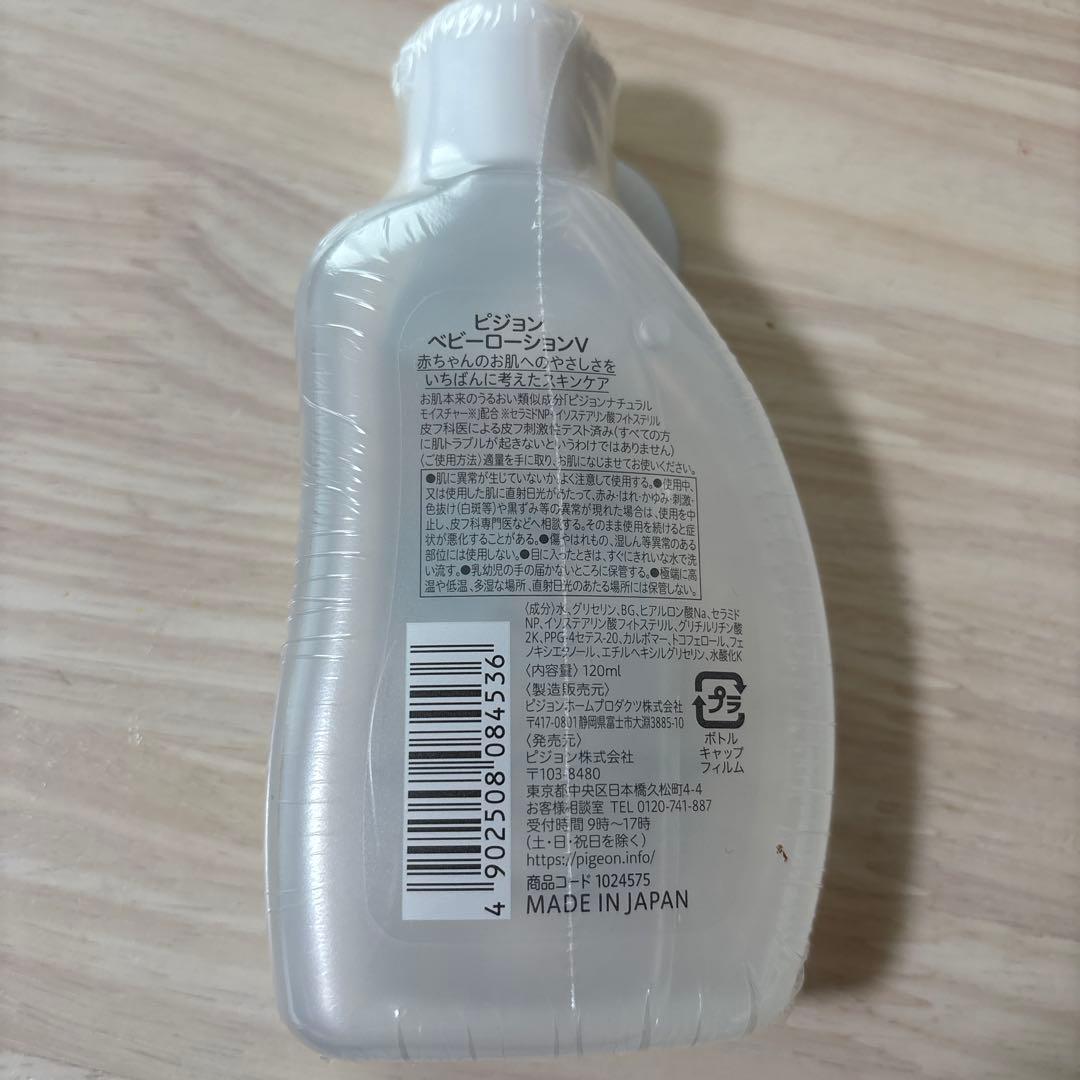 ピジョン
ベビーローションV
赤ちゃんのお肌へのやさしさを
いちばんに考えたスキンケア
お肌本来のうるおい類似成分「ピジョンナチュラル
モイスチャー※」配合 ※セラミドNP・イソステアリン酸フィトステリル
皮フ科医による皮フ刺激性テスト済み(すべての方
に肌トラブルが起きないというわけではありません)
〈ご使用方法〉適量を手に取り、お肌になじませてお使いください。
●肌に異常が生じていないかよく注意して使用する。●使用中、
又は使用した肌に直射日光があたって、赤み・はれ・かゆみ・刺激・
色抜け(白斑等)や黒ずみ等の異常が現れた場合は、使用を中
止し、皮フ科専門医などへ相談する。そのまま使用を続けると症
状が悪化することがある。●傷やはれもの、湿しん等異常のある
部位には使用しない。●目に入ったときは、すぐにきれいな水で洗
い流す。●乳幼児の手の届かないところに保管する。●極端に高
温や低温、多湿な場所、直射日光のあたる場所には保管しない。
〈成分〉水、グリセリン、BG、ヒアルロン酸Na、セラミド
NP、イソステアリン酸フィトステリル、グリチルリチン酸
2K、PPG-4セテス-20、カルボマー、トコフェロール、フェ
ノキシエタノール、エチルヘキシルグリセリン、水酸化K
〈内容量〉120ml
〈製造販売元〉
ピジョンホームプロダクツ株式会社
〒417-0801 静岡県富士市大淵3885-10
〈発売元〉
ピジョン株式会社
〒103-8480
東京都中央区日本橋久松町4-4
お客様相談室 TEL 0120-741-887
受付時間 9時～17時
(土・日・祝日を除く)
https://pigeon.info/
商品コード 1024575
MADE IN JAPAN
プラ
ボトル
キャップ
フィルム
4 902508 084536